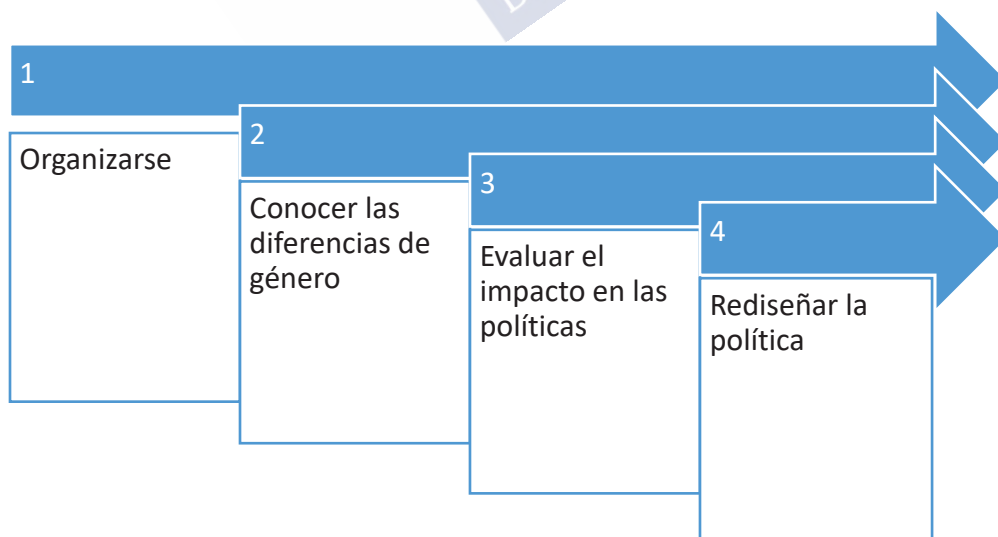 1
Organizarse
2
Conocer las
diferencias de
género
3
Evaluar el
impacto en las
políticas
4
Rediseñar la
política